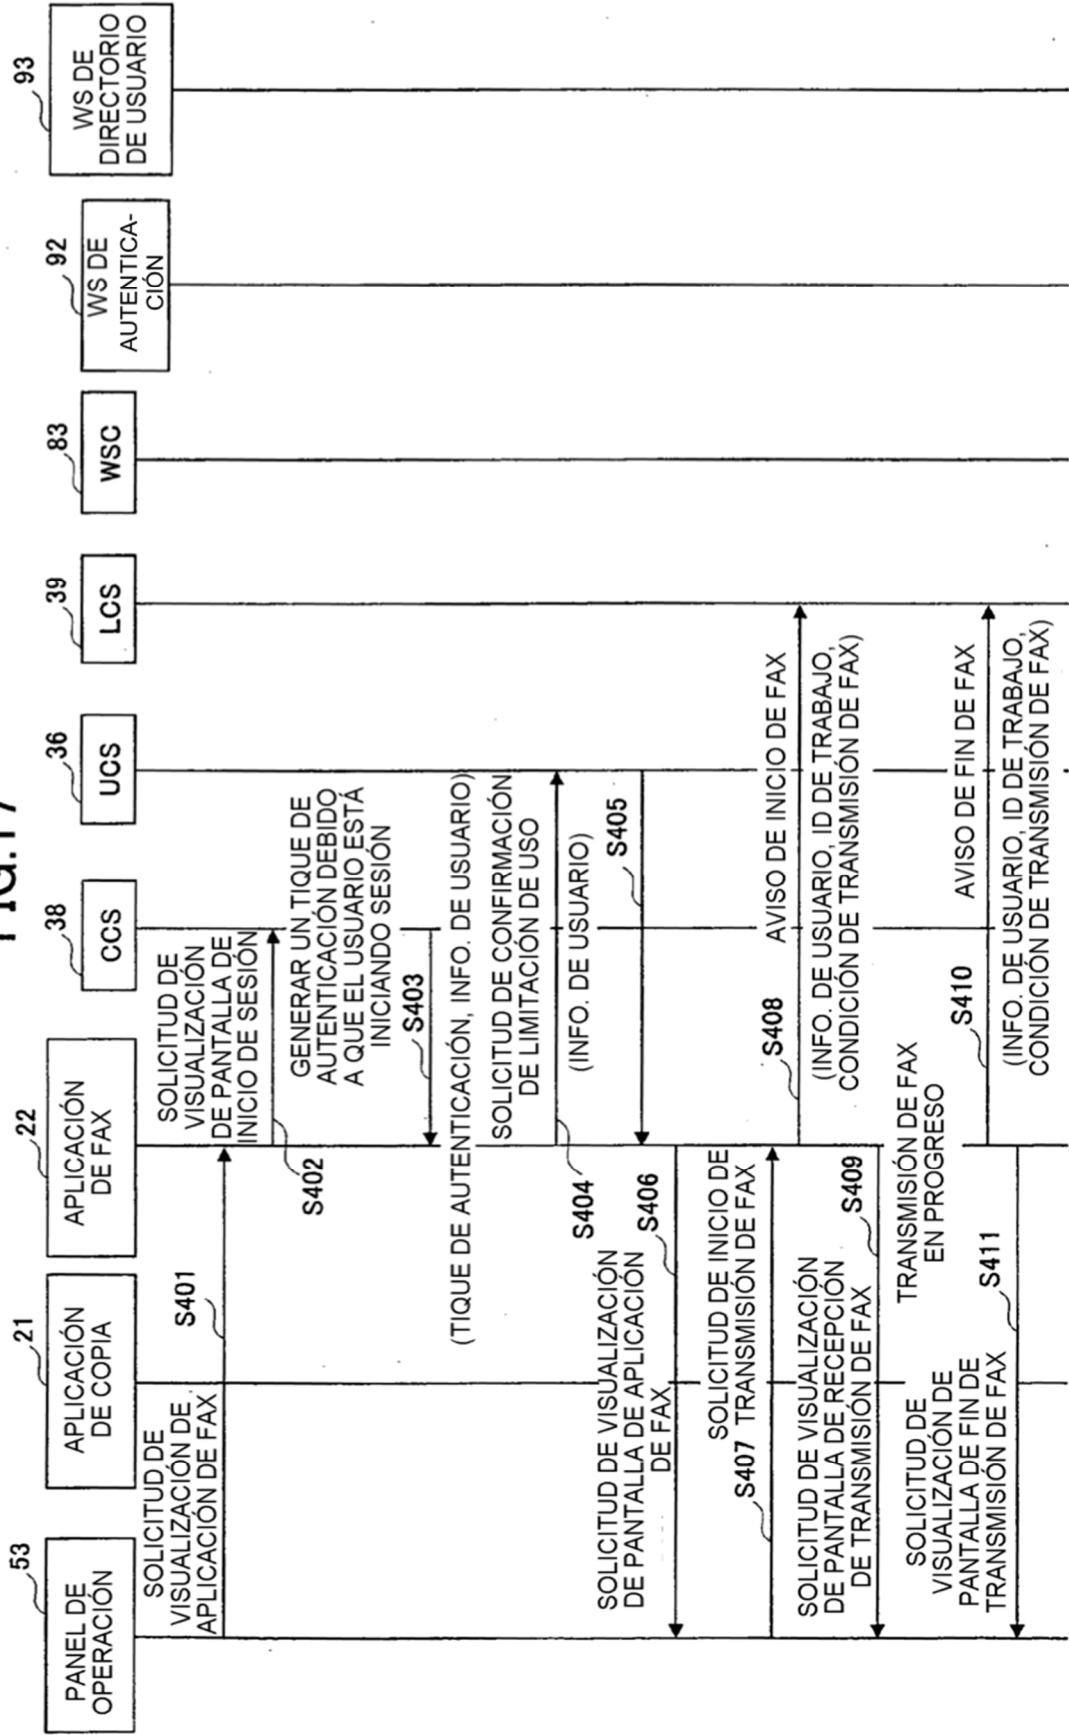 FIG.17
53
PANEL DE
OPERACIÓN
21
APLICACIÓN
DE COPIA
22
APLICACIÓN
DE FAX
38
CCS
36
UCS
39
LCS
83
WSC
92
WS DE
AUTENTICA-
CIÓN
93
WS DE
DIRECTORIO
DE USUARIO
SOLICITUD DE
VISUALIZACIÓN DE
APLICACIÓN DE FAX
S401
SOLICITUD DE
VISUALIZACIÓN
DE PANTALLA DE
INICIO DE SESIÓN
S402
GENERAR UN TIQUE DE
AUTENTICACIÓN DEBIDO
A QUE EL USUARIO ESTÁ
INICIANDO SESIÓN
S403
(TIQUE DE AUTENTICACIÓN, INFO. DE USUARIO)
SOLICITUD DE CONFIRMACIÓN
DE LIMITACIÓN DE USO
S404
(INFO. DE USUARIO)
S405
SOLICITUD DE VISUALIZACIÓN
DE PANTALLA DE APLICACIÓN
DE FAX
S406
SOLICITUD DE INICIO DE
TRANSMISIÓN DE FAX
S407
AVISO DE INICIO DE FAX
S408
(INFO. DE USUARIO, ID DE TRABAJO,
CONDICIÓN DE TRANSMISIÓN DE FAX)
SOLICITUD DE VISUALIZACIÓN
DE PANTALLA DE RECEPCIÓN
DE TRANSMISIÓN DE FAX
S409
TRANSMISIÓN DE FAX
EN PROGRESO
AVISO DE FIN DE FAX
S410
(INFO. DE USUARIO, ID DE TRABAJO,
CONDICIÓN DE TRANSMISIÓN DE FAX)
SOLICITUD DE
VISUALIZACIÓN DE
PANTALLA DE FIN DE
TRANSMISIÓN DE FAX
S411